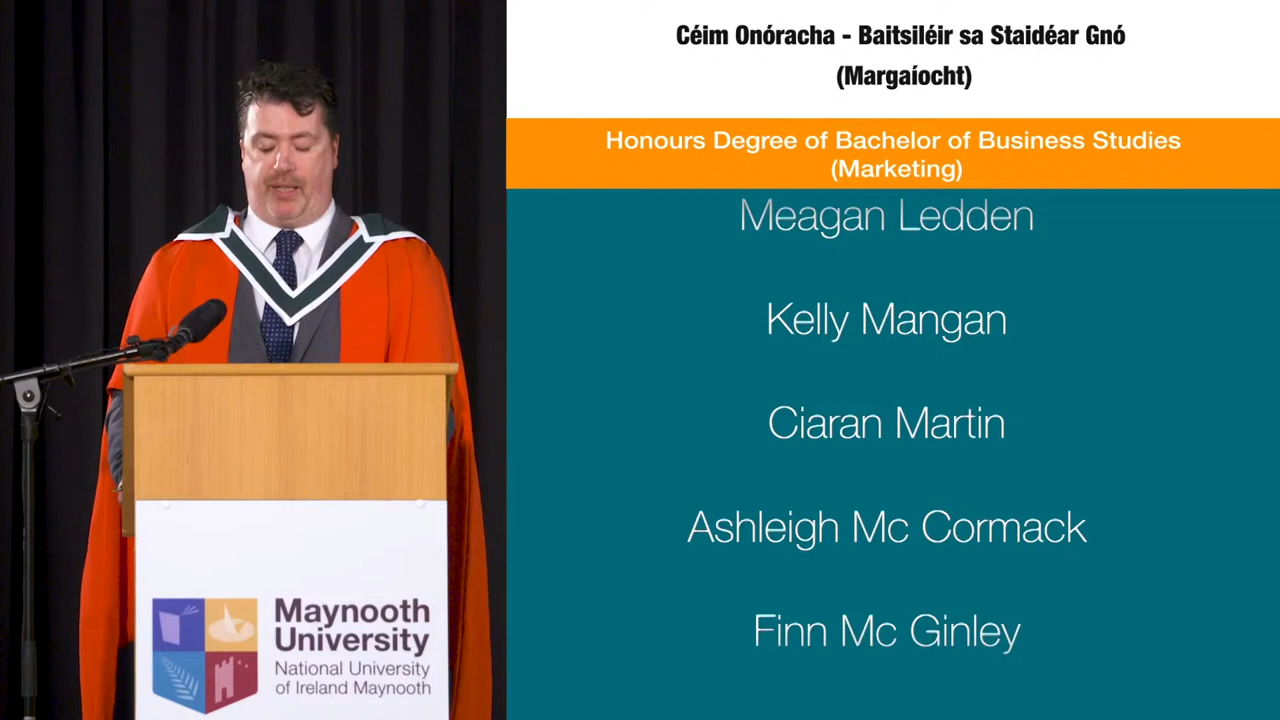 Céim Onóracha - Baitsiléir sa Staidéar Gnó
(Margaíocht)
Honours Degree of Bachelor of Business Studies
(Marketing)
Meagan Ledden
Kelly Mangan
Ciaran Martin
Ashleigh Mc Cormack
Finn Mc Ginley
Maynooth
University
National University
of Ireland Maynooth